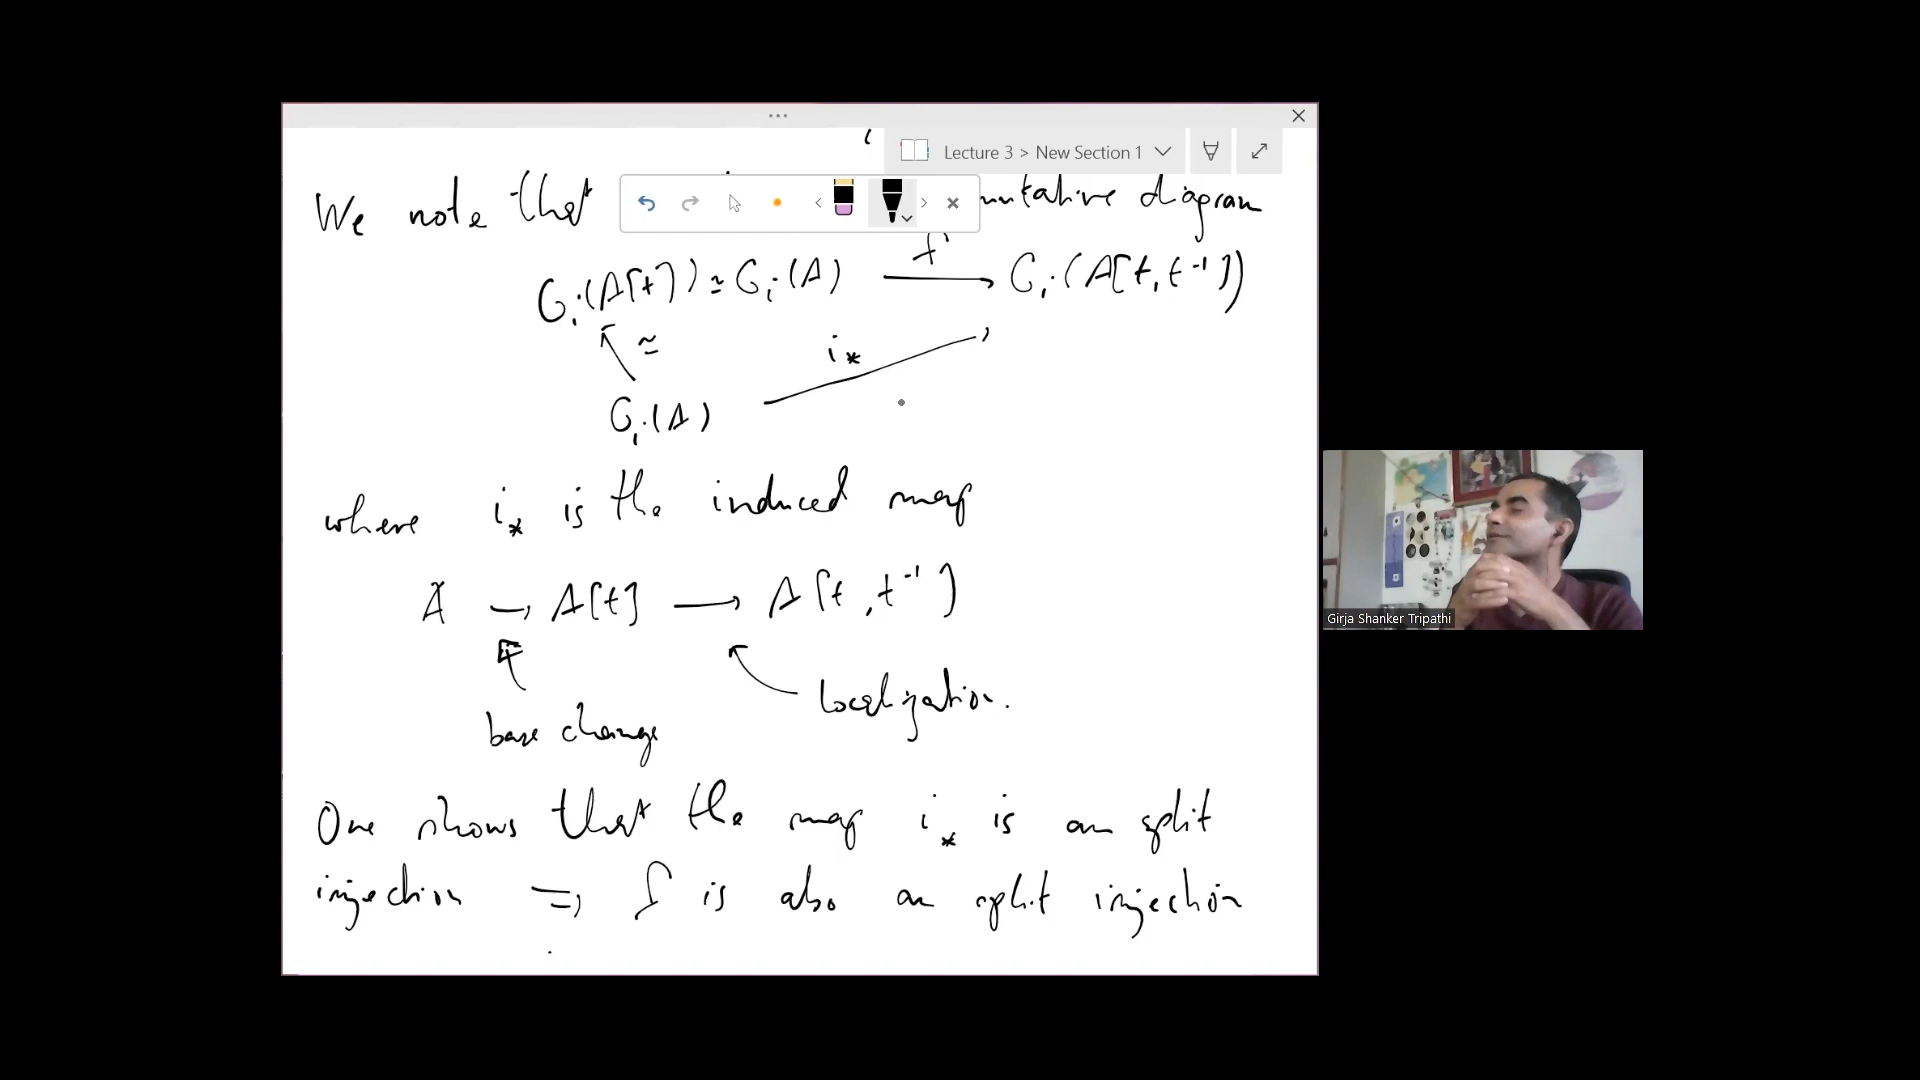 Lecture 3 > New Section 1
We note that
mutative diagram
G_i(A[t]) ≃ G_i(A) → f G_i(A[t, t⁻¹])
≃
i_*
G_i(A)
where i_* is the induced map
A → A[t] → A[t, t⁻¹]
localization.
base change
One shows that the map i_* is an split
injection ⇒ f is also an split injection
Girja Shanker Tripathi